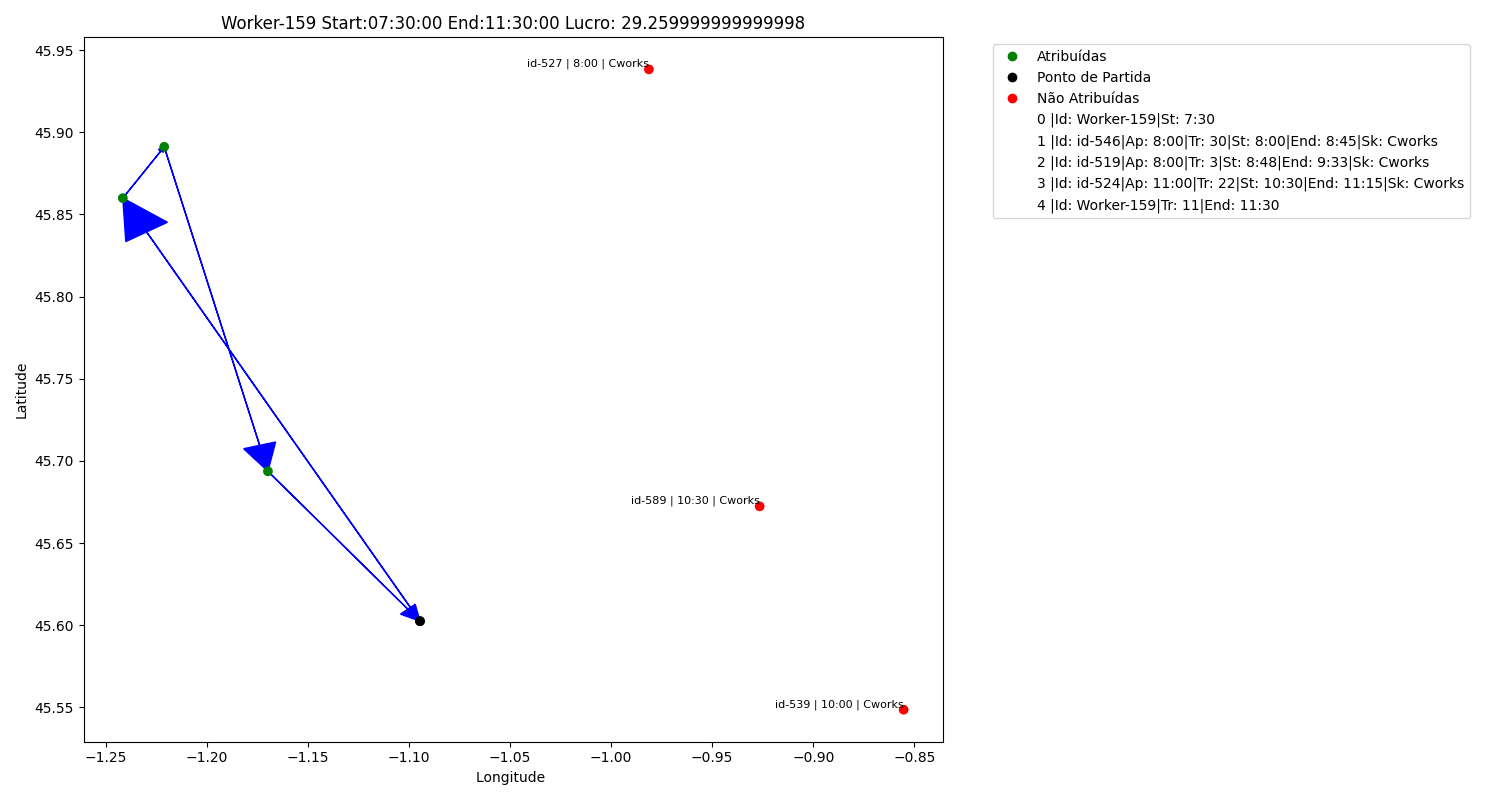 Worker-159 Start:07:30:00 End:11:30:00 Lucro: 29.259999999999998
45.95
45.90
45.85
45.80
45.75
45.70
45.65
45.60
45.55
Latitude
id-527 | 8:00 | Cworks
id-589 | 10:30 | Cworks
id-539 | 10:00 | Cworks
−1.25 −1.20 −1.15 −1.10 −1.05 −1.00 −0.95 −0.90 −0.85
Longitude
Atribuídas
Ponto de Partida
Não Atribuídas
0 |Id: Worker-159|St: 7:30
1 |Id: id-546|Ap: 8:00|Tr: 30|St: 8:00|End: 8:45|Sk: Cworks
2 |Id: id-519|Ap: 8:00|Tr: 3|St: 8:48|End: 9:33|Sk: Cworks
3 |Id: id-524|Ap: 11:00|Tr: 22|St: 10:30|End: 11:15|Sk: Cworks
4 |Id: Worker-159|Tr: 11|End: 11:30